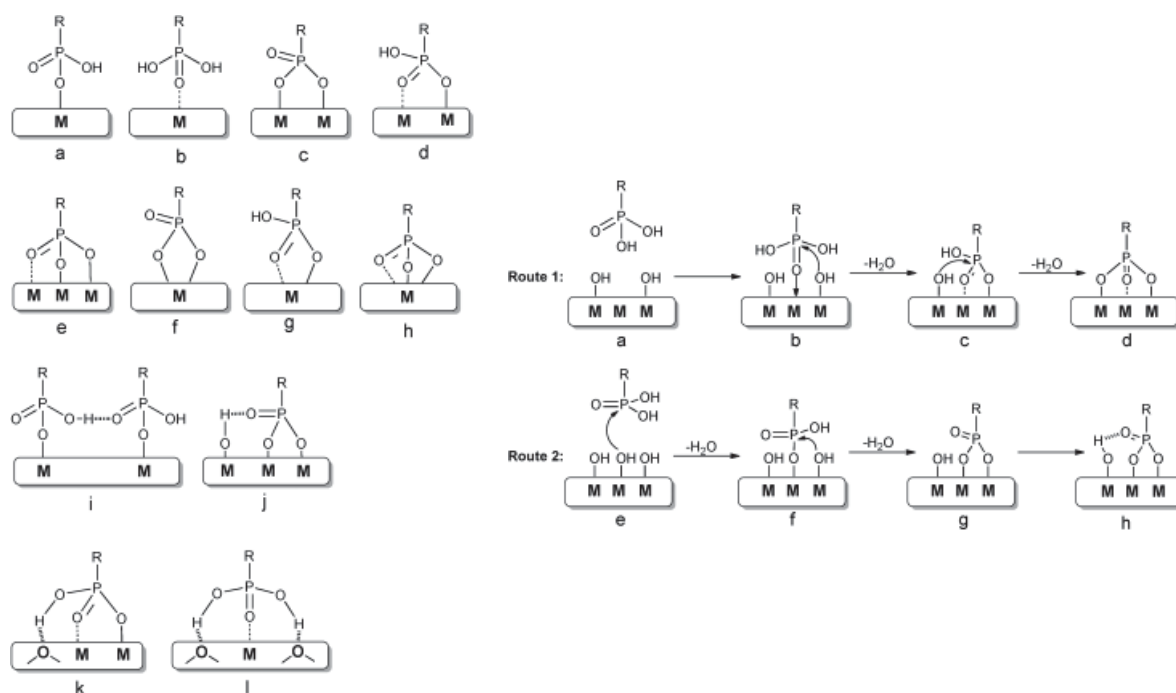 R R R R
O P OH HO P OH O P HO P
O O O O O O
M M M M M M
a b c d
R R R R
O P O O P HO P P
O O O O O O O O
M M M M M M
e f g h
R R R
O P O H O P OH H O P
O O O O O
M M M M M
i j
R R
O P O P O
H O O H O H
O M M O M O
k l
R R R R
O P OH HO P OH HO P P
OH O O O O O O
Route 1: OH OH OH OH OH
-H₂O -H₂O
M M M M M M M M M M M M
a b c d
R R R R
O P OH O P OH O P H O P
OH O O O O O O
Route 2: OH OH OH OH OH OH
-H₂O -H₂O
M M M M M M M M M M M M
e f g h